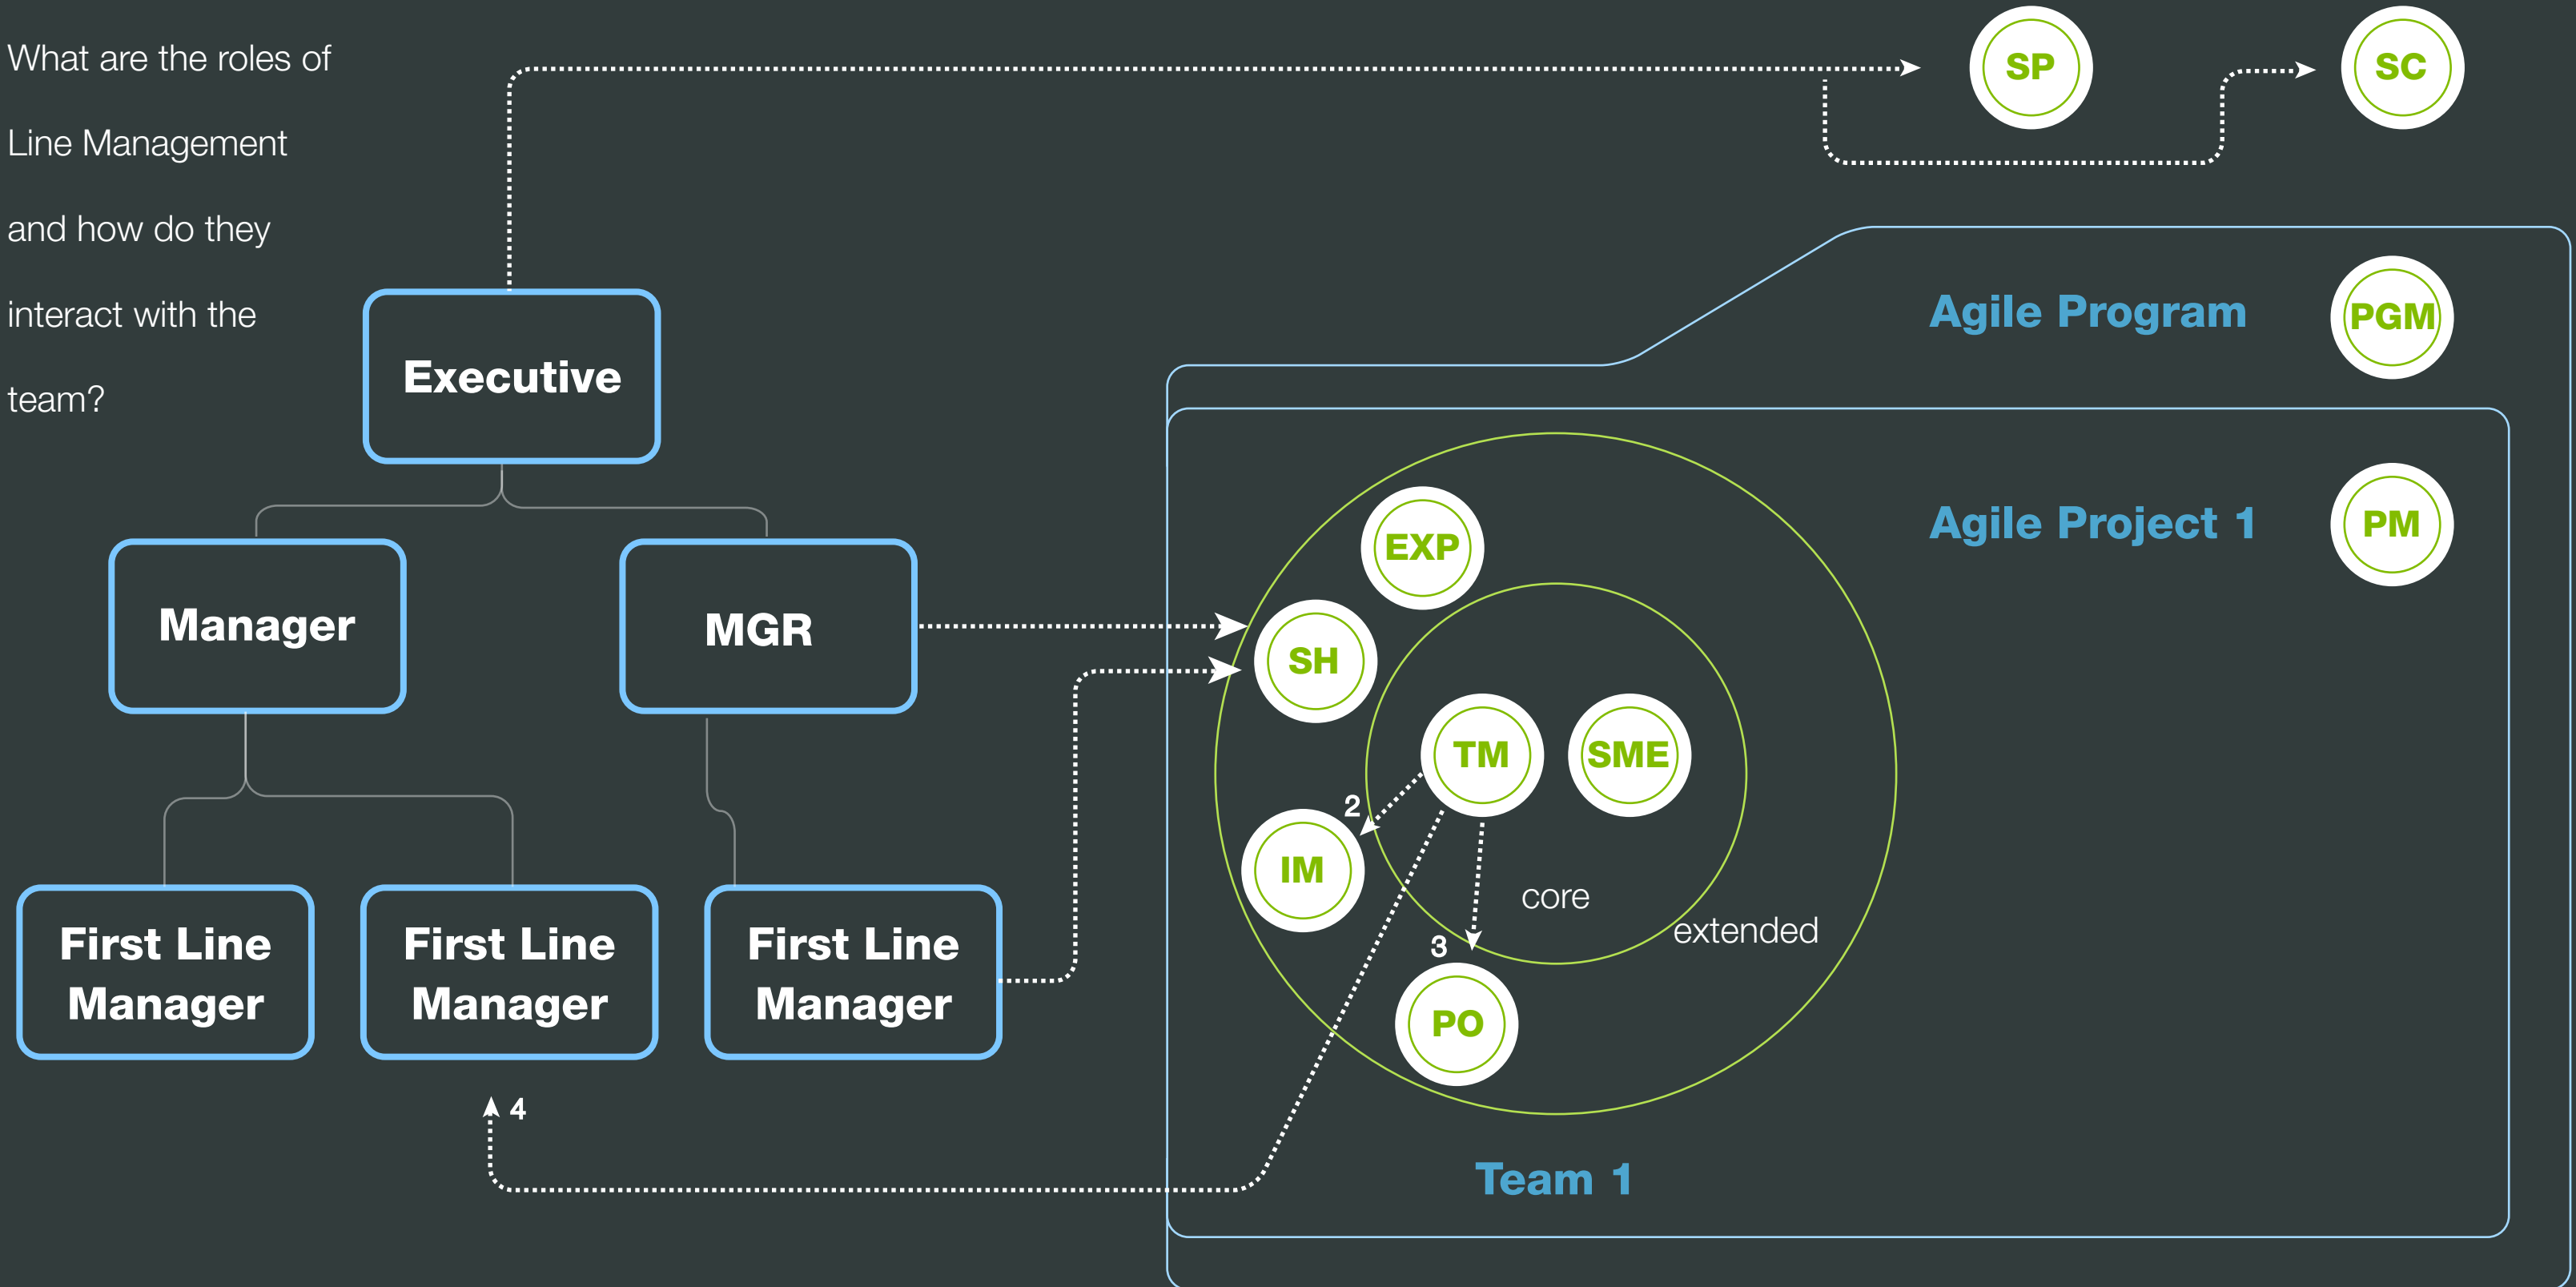 What are the roles of
Line Management
and how do they
interact with the
team?
SP
SC
Executive
Agile Program
PGM
Manager
MGR
Agile Project 1
PM
EXP
SH
TM
SME
2
IM
core
extended
3
PO
First Line
Manager
First Line
Manager
First Line
Manager
4
Team 1